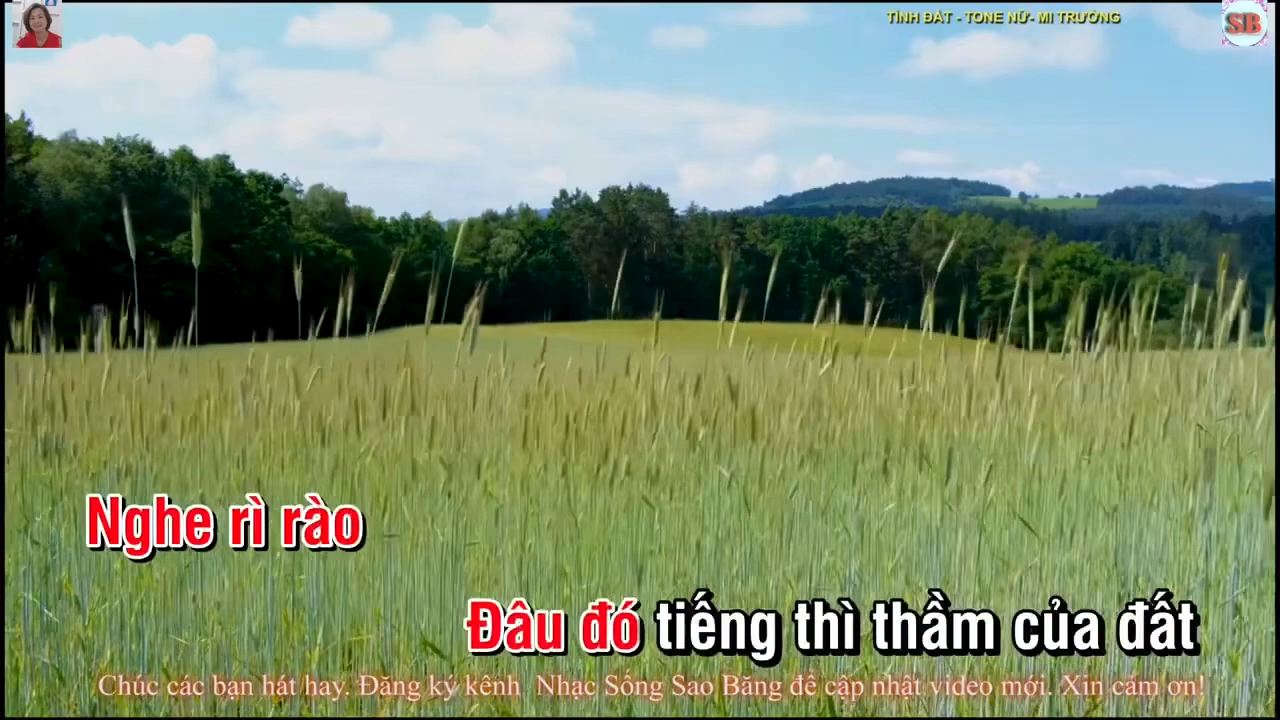 TÌNH ĐẤT - TONE NỮ- MI TRƯỞNG
SB
Nghe rì rào
Đâu đó tiếng thì thầm của đất
Chúc các bạn hát hay. Đăng ký kênh Nhạc Sống Sao Băng để cập nhật video mới. Xin cám ơn!